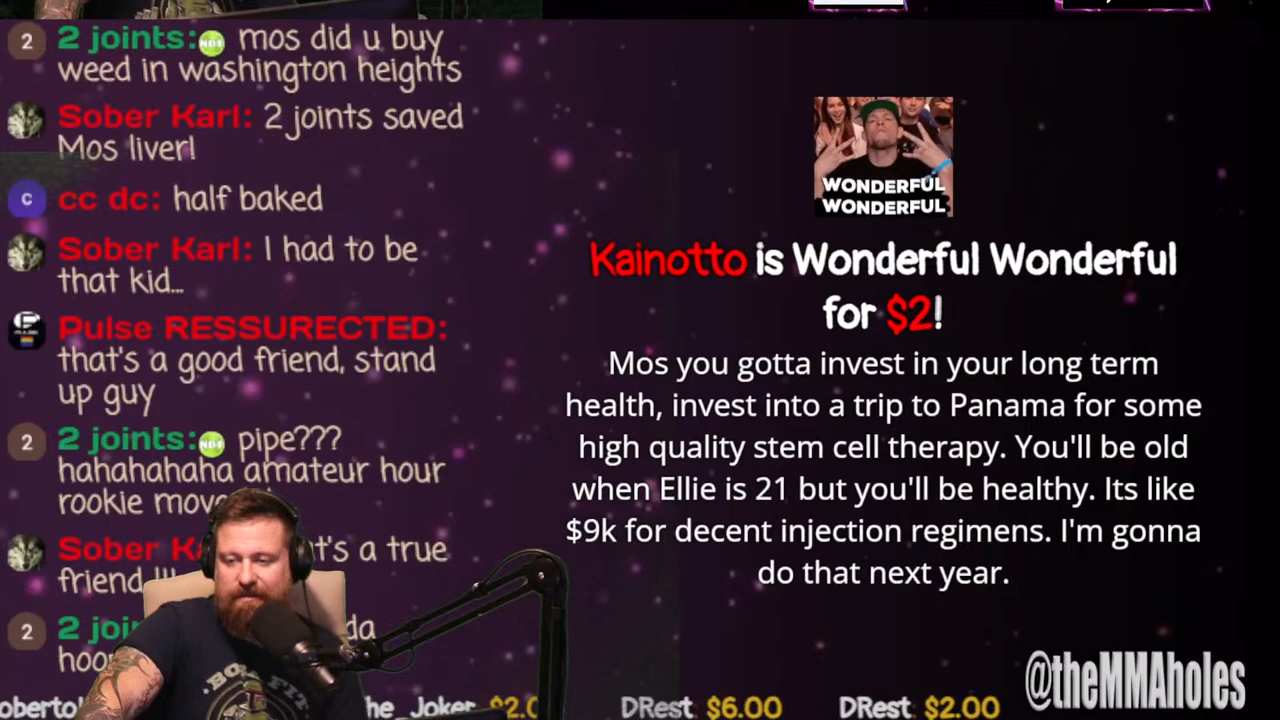 2 joints: mos did u buy
weed in washington heights
Sober Karl: 2 joints saved
Mos liver!
cc dc: half baked
Sober Karl: I had to be
that kid...
Pulse RESSURECTED:
that's a good friend, stand
up guy
2 joints: pipe???
hahahahaha amateur hour
rookie move
Sober
friend !!!
2
WONDERFUL
WONDERFUL
Kainotto is Wonderful Wonderful
for $2!
Mos you gotta invest in your long term
health, invest into a trip to Panama for some
high quality stem cell therapy. You'll be old
when Ellie is 21 but you'll be healthy. Its like
$9k for decent injection regimens. I'm gonna
do that next year.
@theMMAholes
DRest $6.00 DRest $2.00